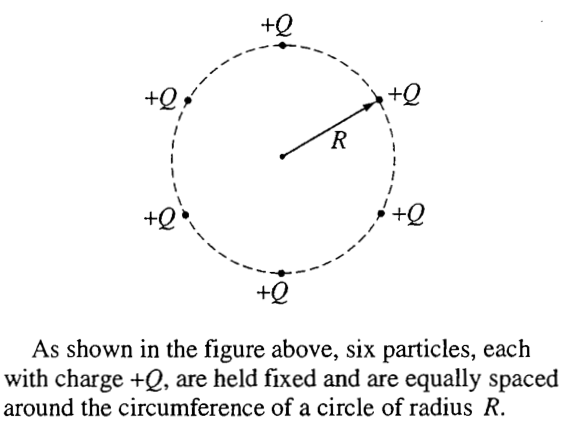 +Q
+Q
+Q
R
+Q
+Q
+Q
As shown in the figure above, six particles, each
with charge +Q, are held fixed and are equally spaced
around the circumference of a circle of radius R.